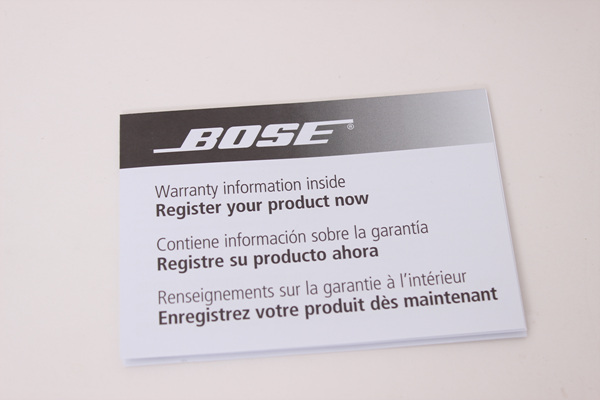 BOSE®
Warranty information inside
Register your product now
Contiene información sobre la garantía
Registre su producto ahora
Renseignements sur la garantie à l'intérieur
Enregistrez votre produit dès maintenant